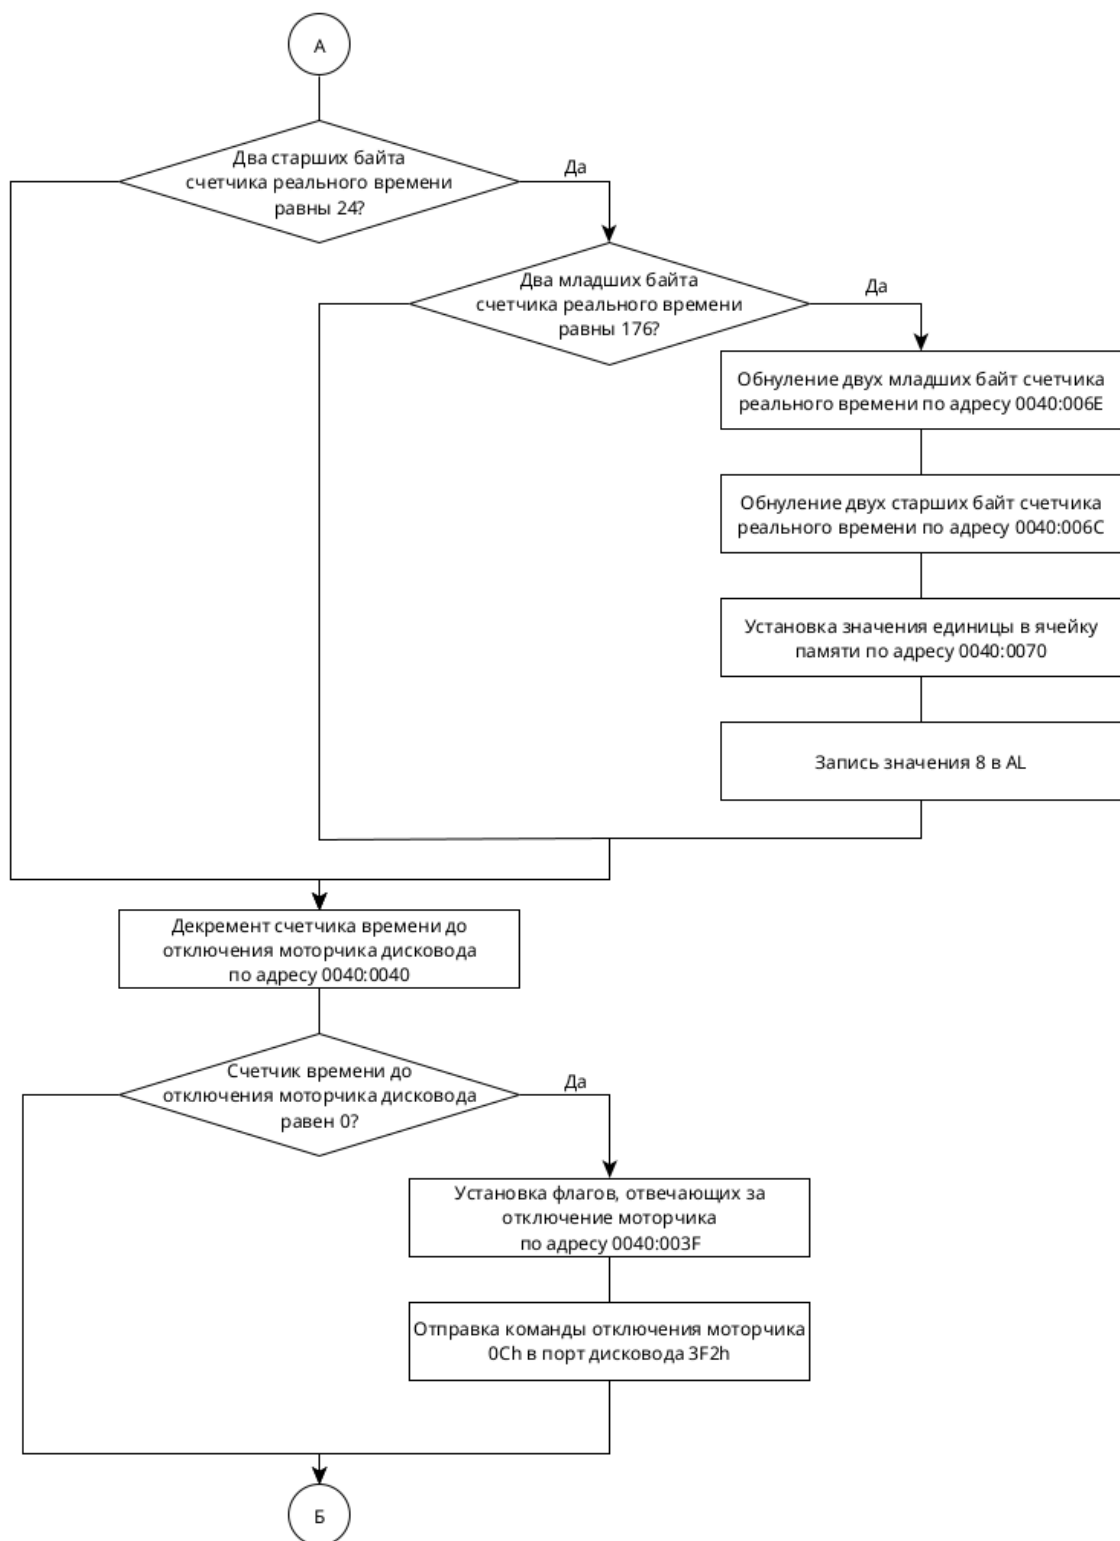 А
Два старших байта
счетчика реального времени
равны 24?
Да
Два младших байта
счетчика реального времени
равны 176?
Да
Обнуление двух младших байт счетчика
реального времени по адресу 0040:006E
Обнуление двух старших байт счетчика
реального времени по адресу 0040:006C
Установка значения единицы в ячейку
памяти по адресу 0040:0070
Запись значения 8 в AL
Декремент счетчика времени до
отключения моторчика дисковода
по адресу 0040:0040
Счетчик времени до
отключения моторчика дисковода
равен 0?
Да
Установка флагов, отвечающих за
отключение моторчика
по адресу 0040:003F
Отправка команды отключения моторчика
0Ch в порт дисковода 3F2h
Б